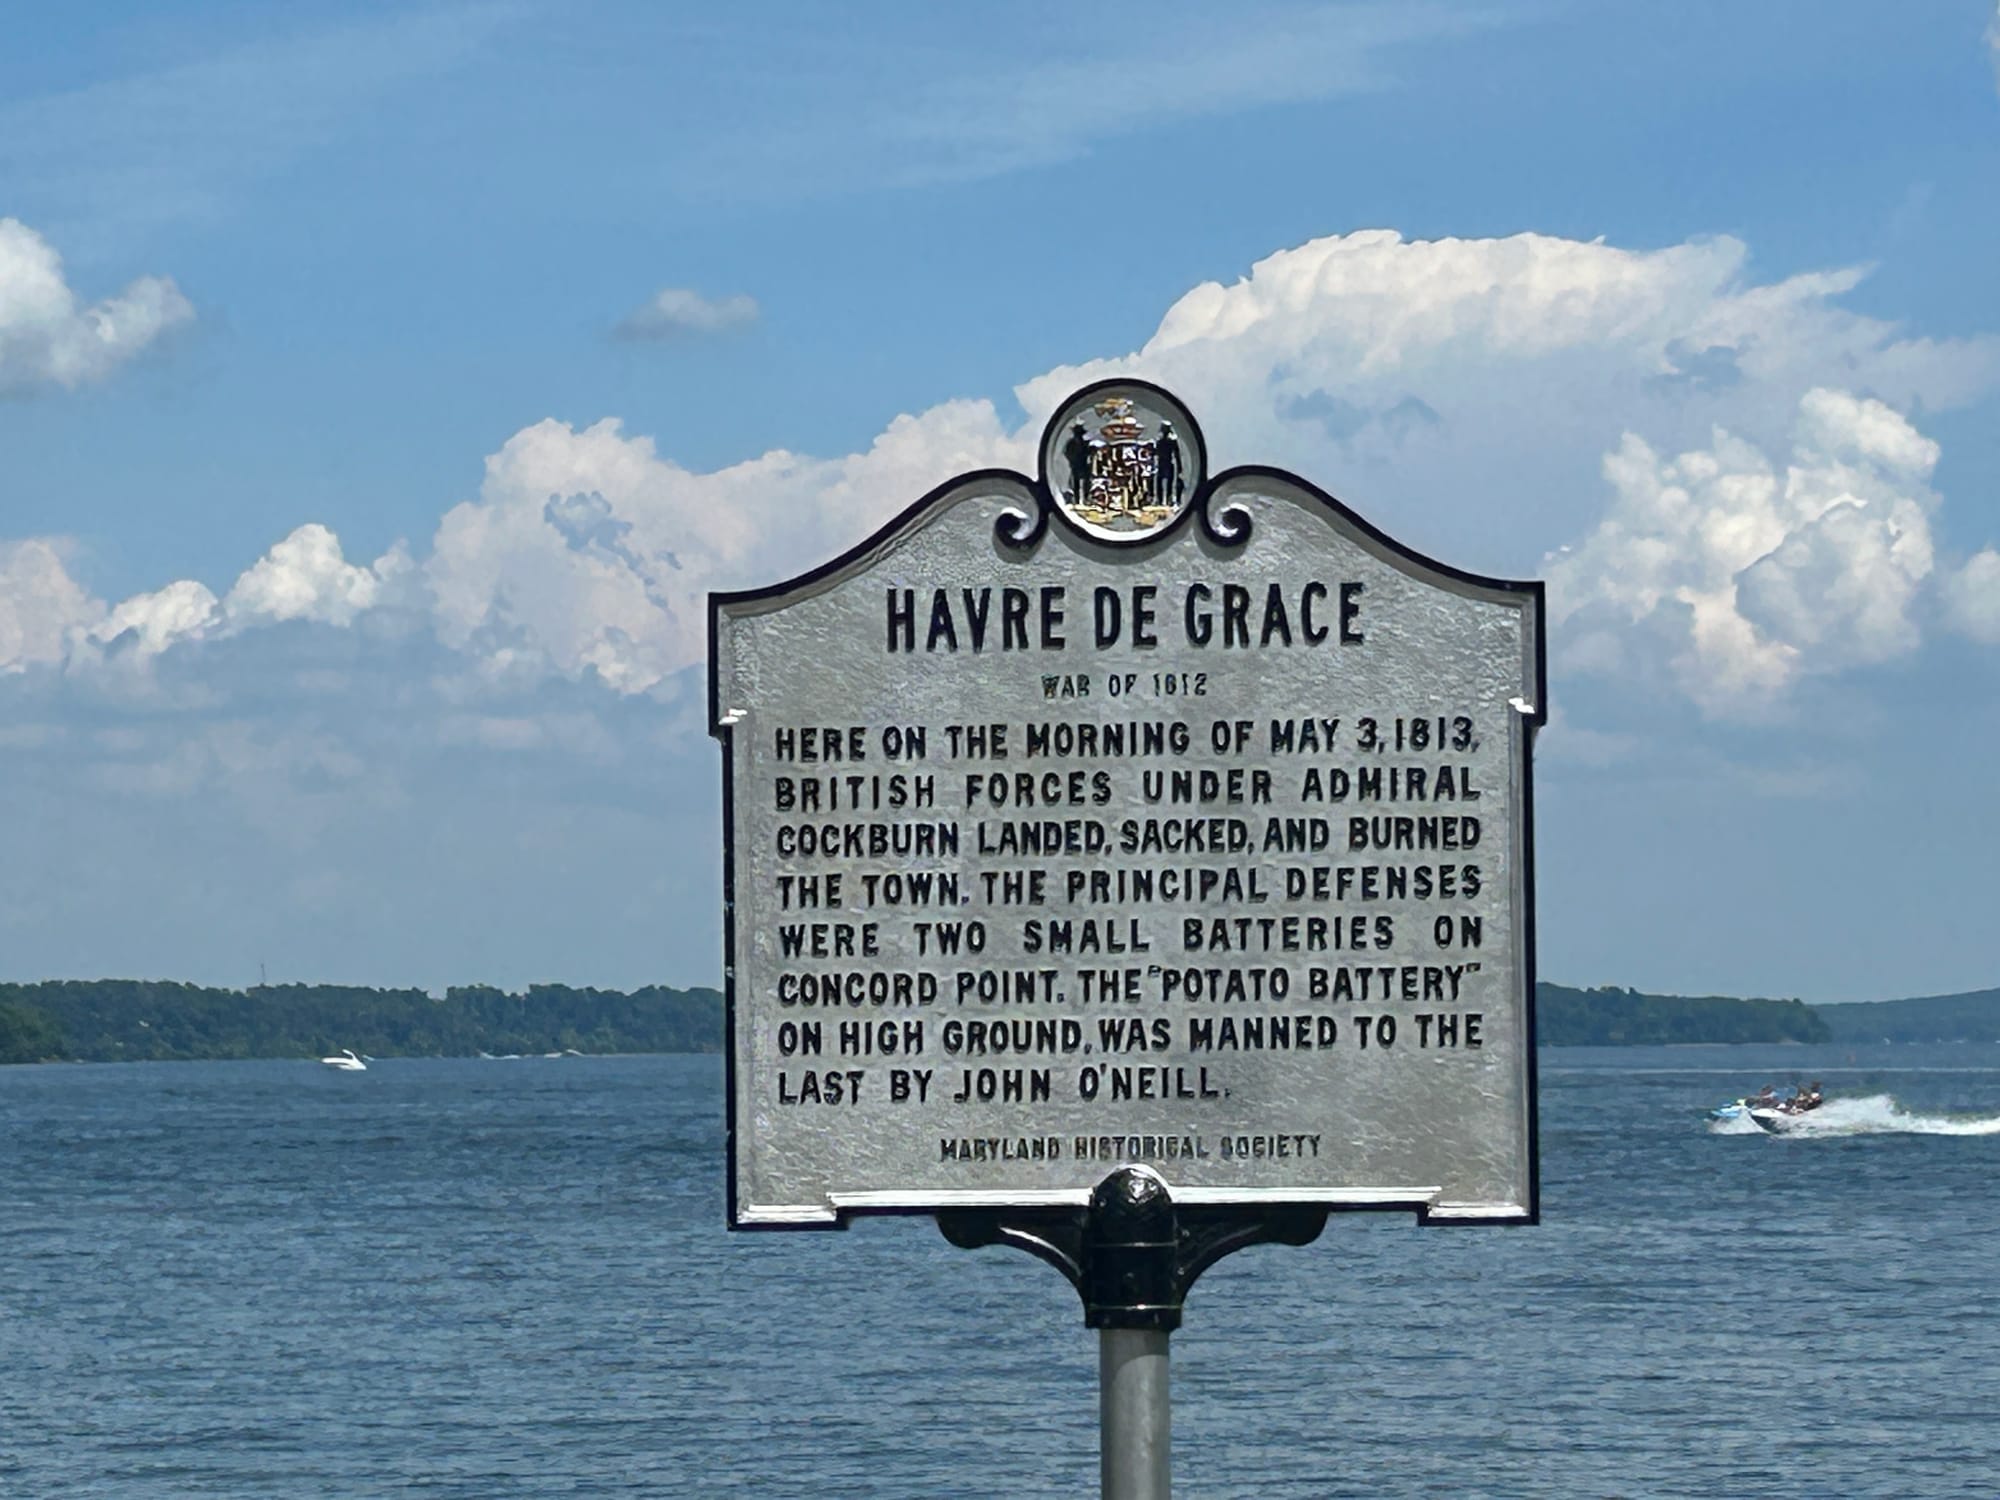 HAVRE DE GRACE
WAR OF 1812
HERE ON THE MORNING OF MAY 3, 1813,
BRITISH FORCES UNDER ADMIRAL
COCKBURN LANDED, SACKED, AND BURNED
THE TOWN. THE PRINCIPAL DEFENSES
WERE TWO SMALL BATTERIES ON
CONCORD POINT. THE "POTATO BATTERY"
ON HIGH GROUND, WAS MANNED TO THE
LAST BY JOHN O'NEILL.
MARYLAND HISTORICAL SOCIETY